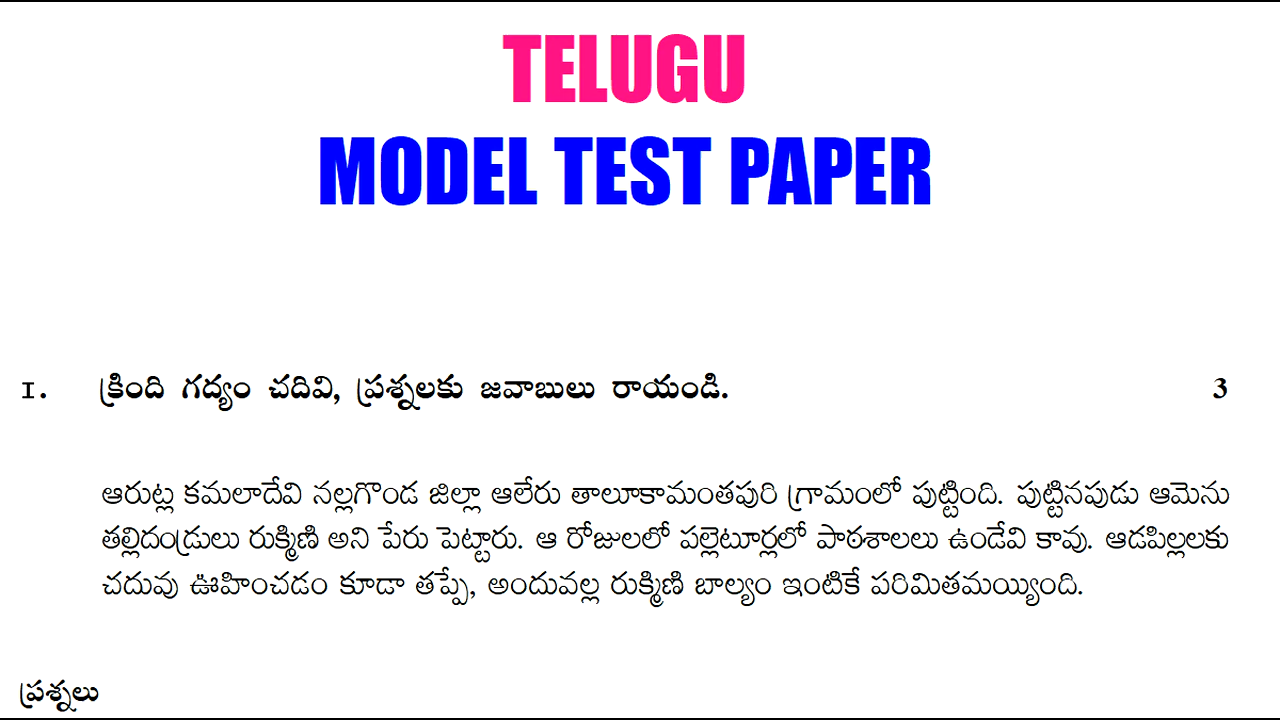 TELUGU
MODEL TEST PAPER
I. క్రింది గద్యం చదివి, ప్రశ్నలకు జవాబులు రాయండి. 3
ఆరుట్ల కమలాదేవి నల్లగొండ జిల్లా ఆలేరు తాలూకామంతపురి గ్రామంలో పుట్టింది. పుట్టినపుడు ఆమెను
తల్లిదండ్రులు రుక్మిణి అని పేరు పెట్టారు. ఆ రోజులలో పల్లెటూర్లలో పాఠశాలలు ఉండేవి కావు. ఆడపిల్లలకు
చదువు ఊహించడం కూడా తప్పే, అందువల్ల రుక్మిణి బాల్యం ఇంటికే పరిమితమయ్యింది.
ప్రశ్నలు